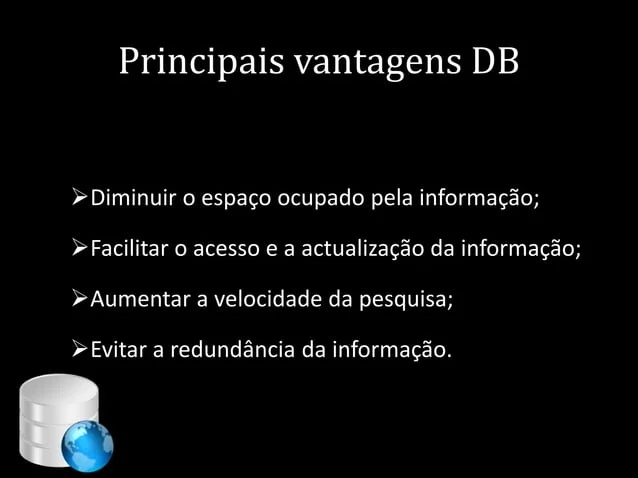 Principais vantagens DB
➢Diminuir o espaço ocupado pela informação;
➢Facilitar o acesso e a actualização da informação;
➢Aumentar a velocidade da pesquisa;
➢Evitar a redundância da informação.